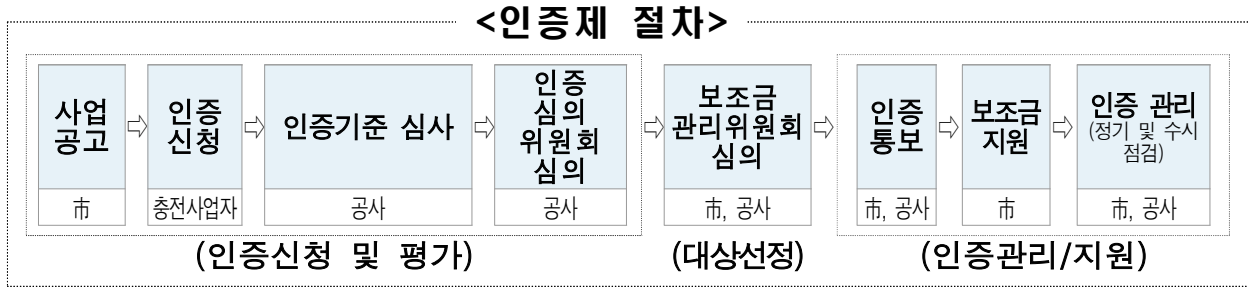 <인증제 절차>
사업
공고
市
인증
신청
충전사업자
인증기준 심사
공사
인증
심의
위원회
심의
공사
(인증신청 및 평가)
보조금
관리위원회
심의
市, 공사
(대상선정)
인증
통보
市, 공사
보조금
지원
市
인증 관리
(정기 및 수시
점검)
市, 공사
(인증관리/지원)